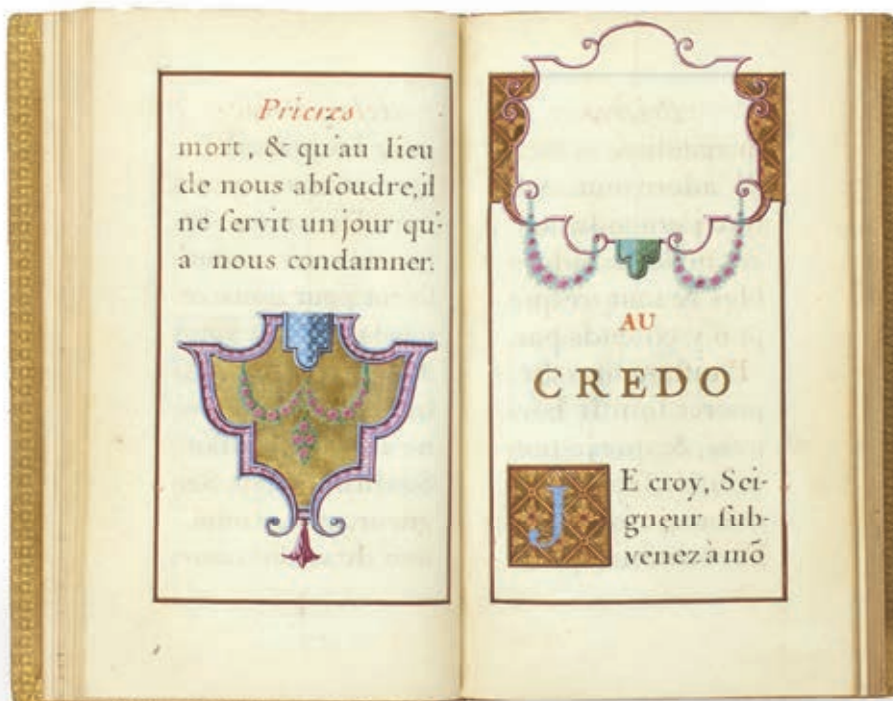 Prieres
mort, & qu'au lieu
de nous abſoudre, il
ne ſervit un jour qu'
a nous condamner.
AU
CREDO
JE croy, Sei-
gneur ſub-
venez à mõ